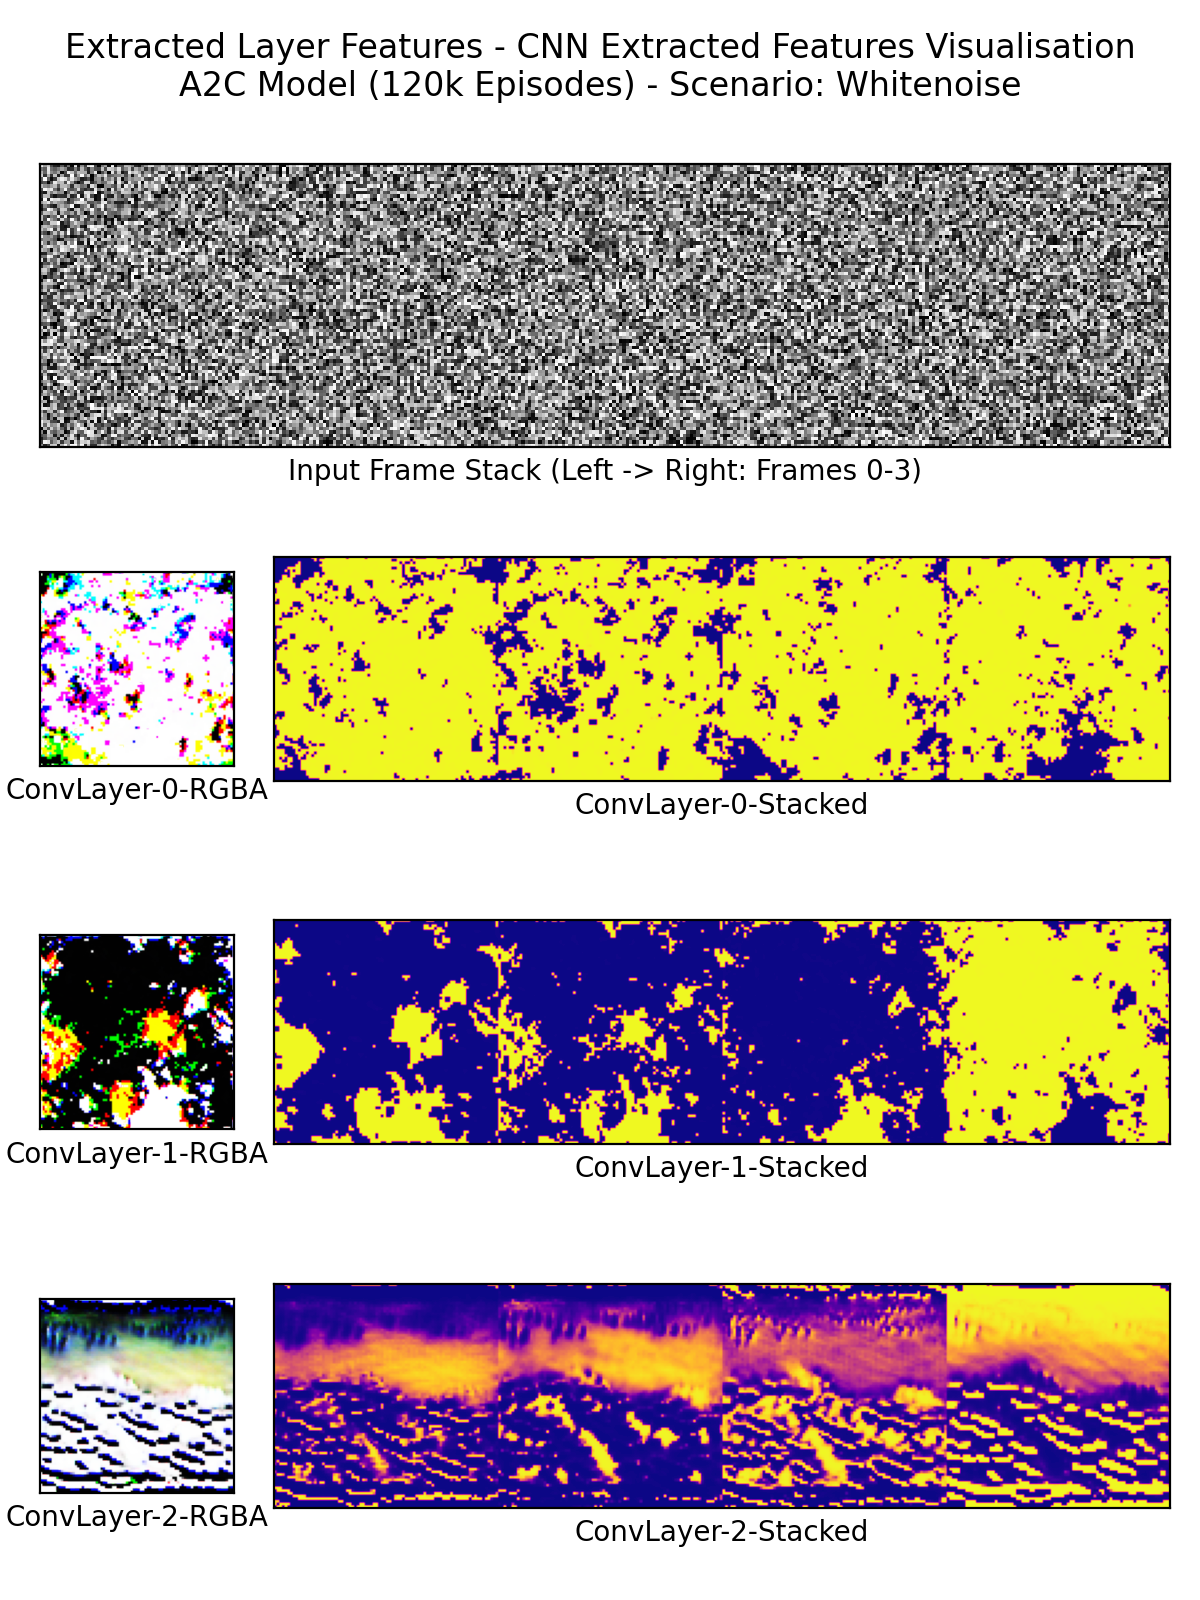 Extracted Layer Features - CNN Extracted Features Visualisation
A2C Model (120k Episodes) - Scenario: Whitenoise
Input Frame Stack (Left -> Right: Frames 0-3)
ConvLayer-0-RGBA
ConvLayer-0-Stacked
ConvLayer-1-RGBA
ConvLayer-1-Stacked
ConvLayer-2-RGBA
ConvLayer-2-Stacked